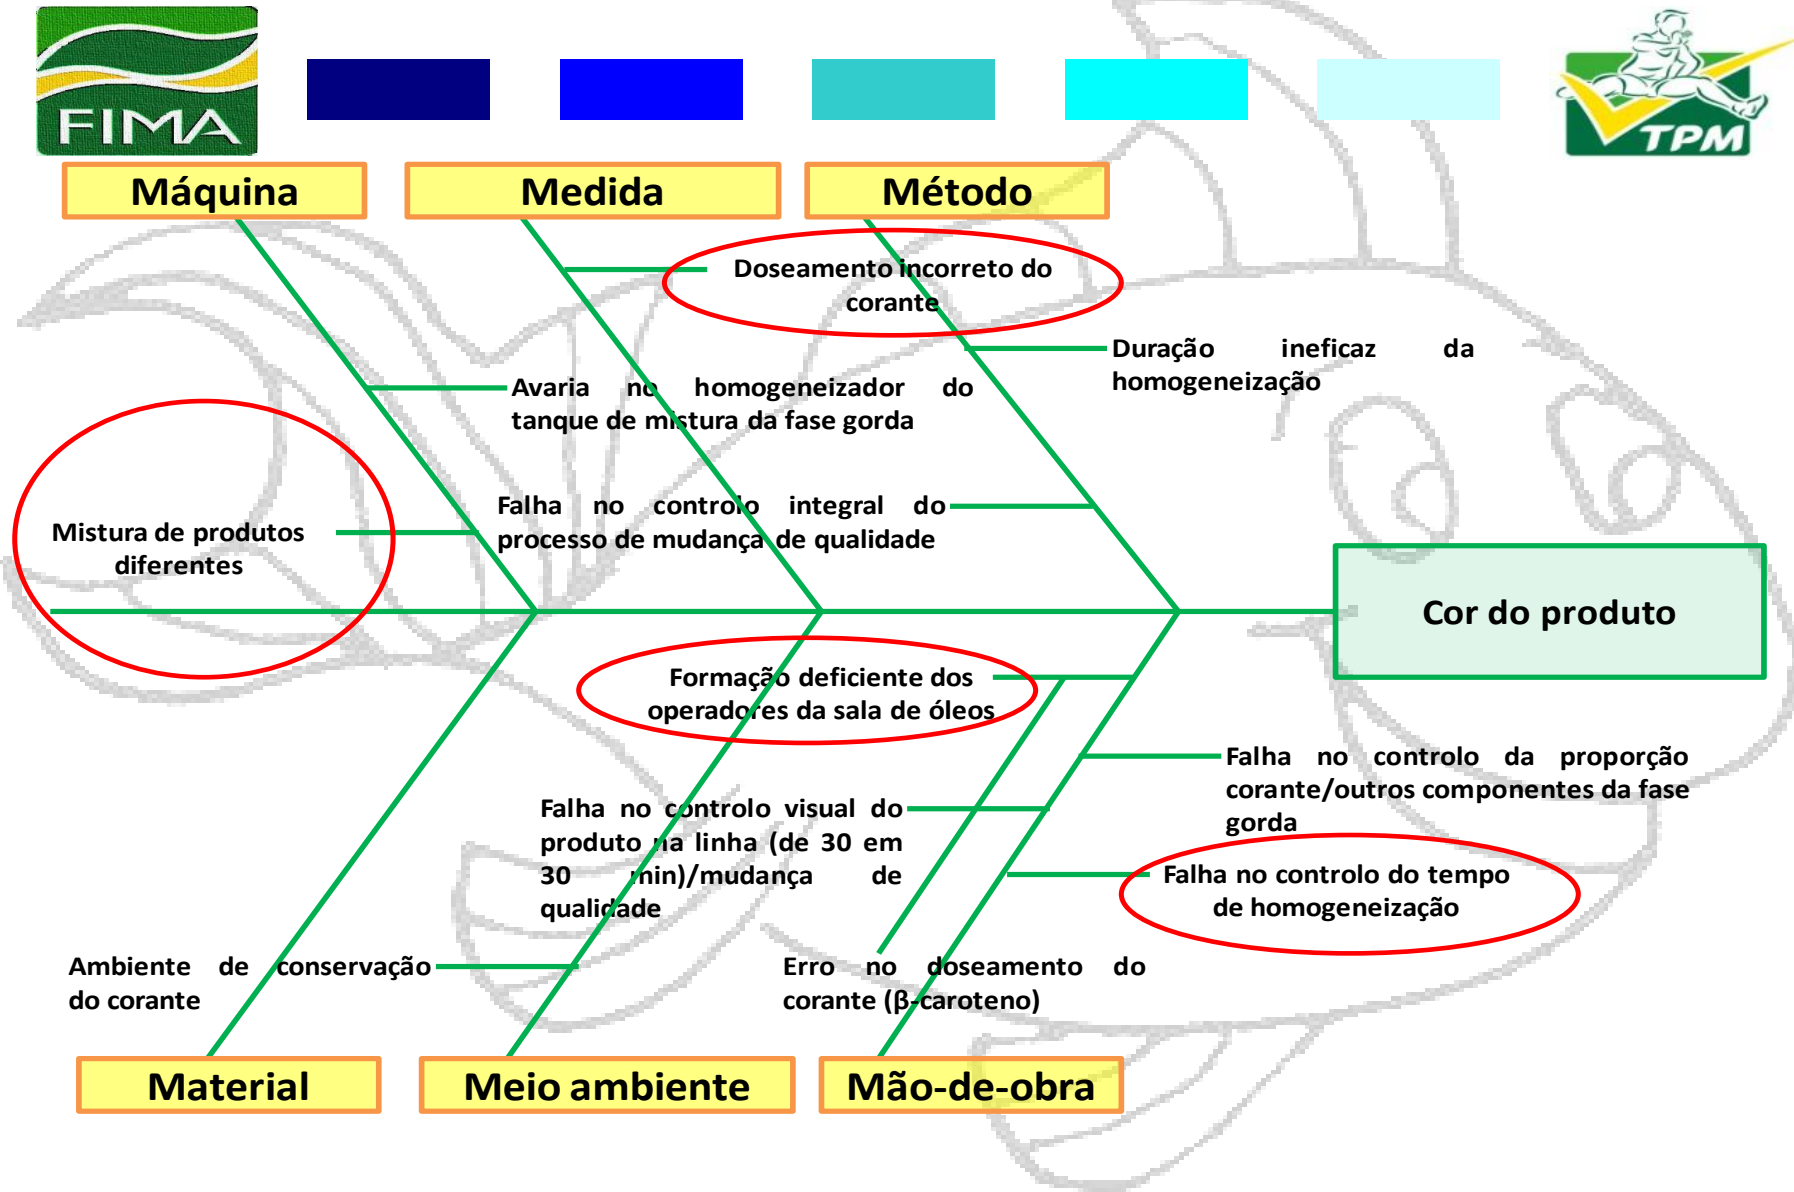 FIMA
TPM
Máquina
Medida
Método
Doseamento incorreto do
corante
Duração ineficaz da
homogeneização
Avaria no homogeneizador do
tanque de mistura da fase gorda
Falha no controlo integral do
processo de mudança de qualidade
Mistura de produtos
diferentes
Cor do produto
Formação deficiente dos
operadores da sala de óleos
Falha no controlo da proporção
corante/outros componentes da fase
gorda
Falha no controlo visual do
produto na linha (de 30 em
30 min)/mudança de
qualidade
Falha no controlo do tempo
de homogeneização
Ambiente de conservação
do corante
Erro no doseamento do
corante (β-caroteno)
Material
Meio ambiente
Mão-de-obra